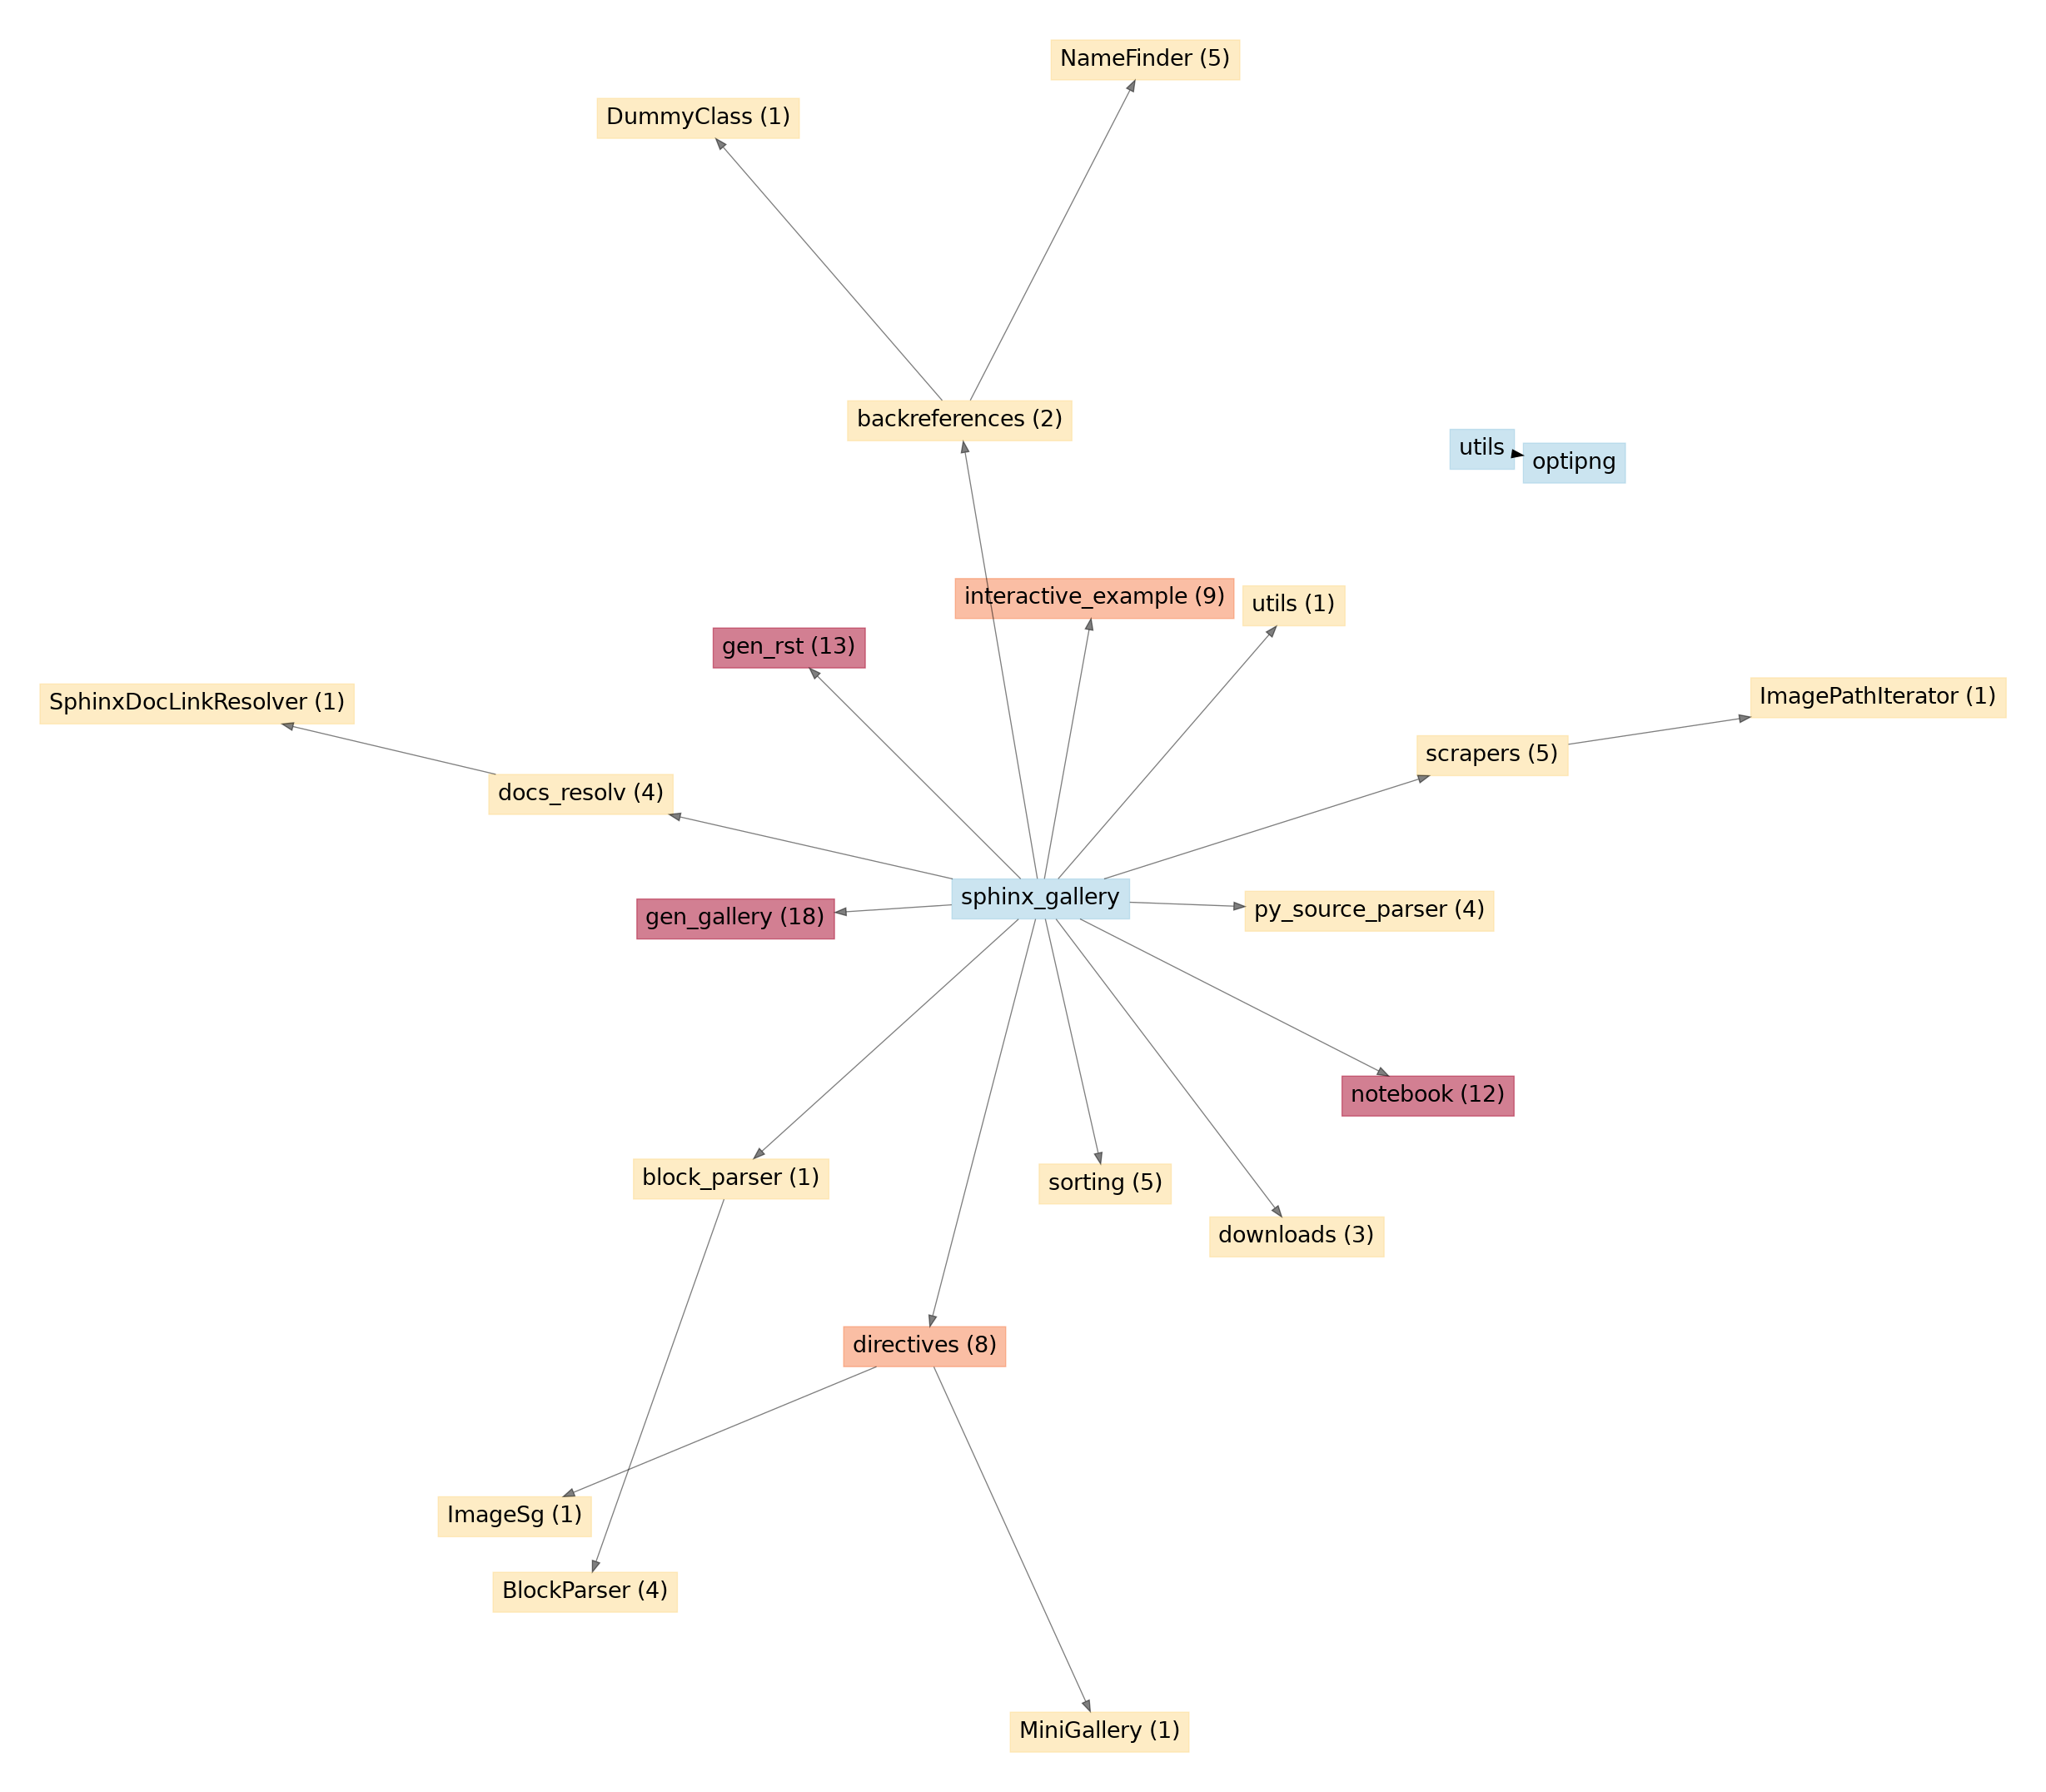 NameFinder (5)
DummyClass (1)
backreferences (2)
utils
optipng
interactive_example (9)
utils (1)
gen_rst (13)
SphinxDocLinkResolver (1)
ImagePathIterator (1)
scrapers (5)
docs_resolv (4)
sphinx_gallery
gen_gallery (18)
py_source_parser (4)
notebook (12)
block_parser (1)
sorting (5)
downloads (3)
directives (8)
ImageSg (1)
BlockParser (4)
MiniGallery (1)